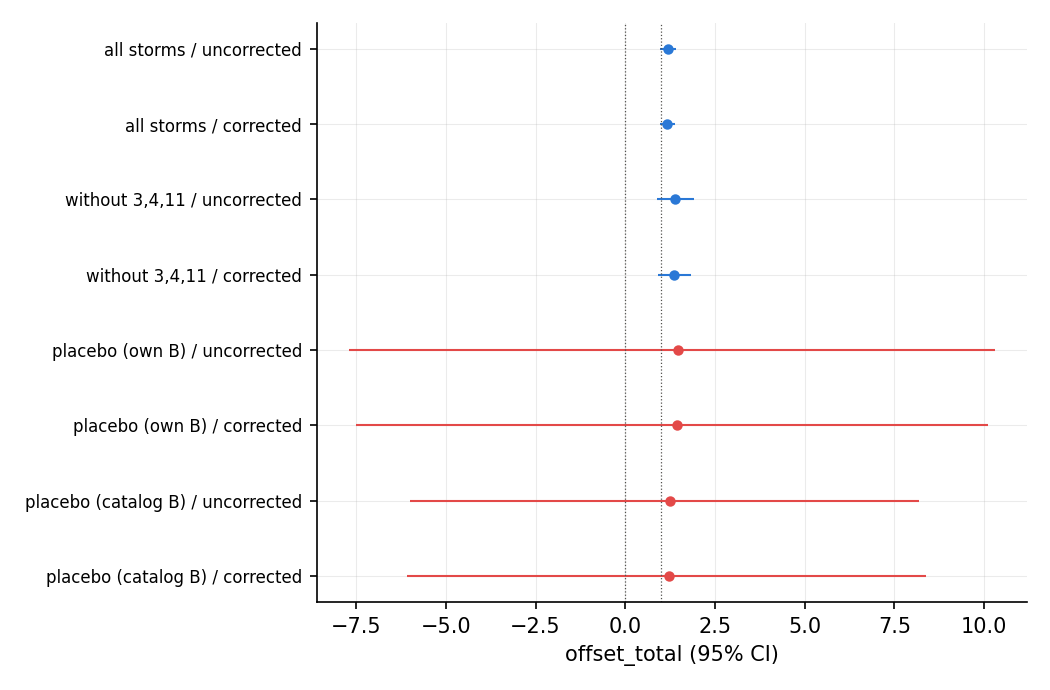 all storms / uncorrected
all storms / corrected
without 3,4,11 / uncorrected
without 3,4,11 / corrected
placebo (own B) / uncorrected
placebo (own B) / corrected
placebo (catalog B) / uncorrected
placebo (catalog B) / corrected
−7.5 −5.0 −2.5 0.0 2.5 5.0 7.5 10.0
offset_total (95% CI)